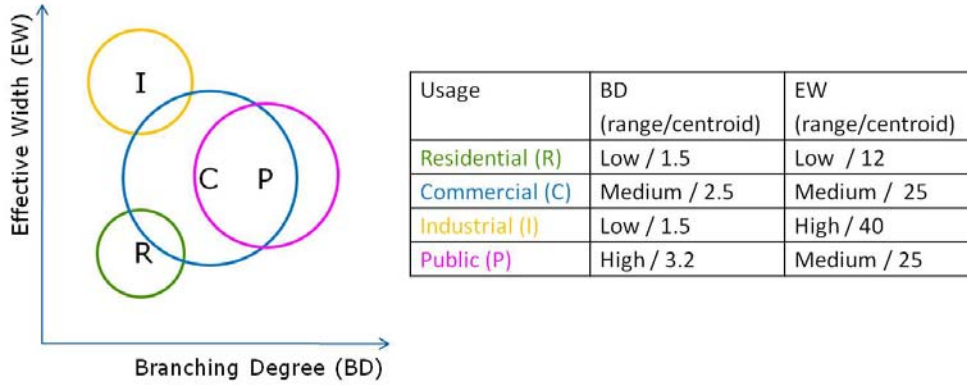 Effective Width (EW)
I
C P
R
Branching Degree (BD)
Usage BD EW
(range/centroid) (range/centroid)
Residential (R) Low / 1.5 Low / 12
Commercial (C) Medium / 2.5 Medium / 25
Industrial (I) Low / 1.5 High / 40
Public (P) High / 3.2 Medium / 25